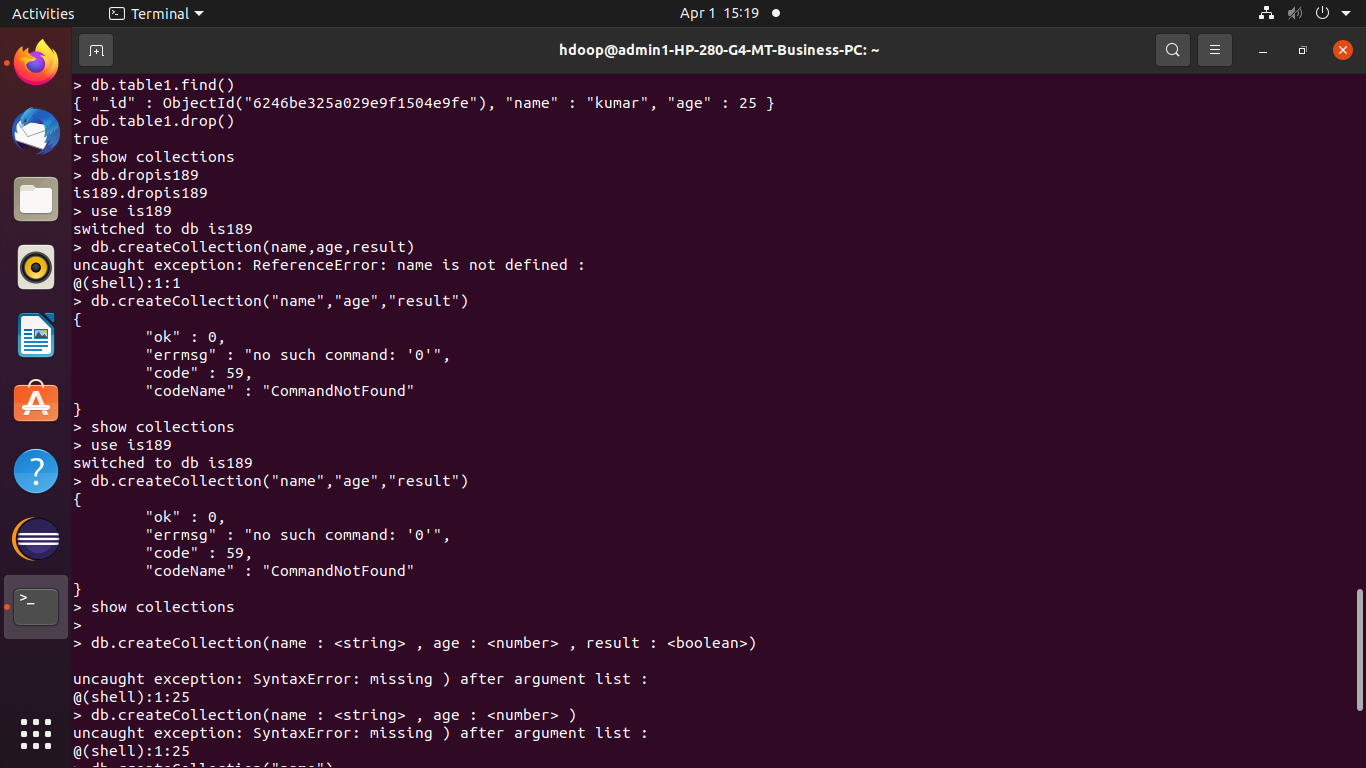 Activities
Terminal
Apr 1 15:19
hdoop@admin1-HP-280-G4-MT-Business-PC: ~
> db.table1.find()
{ "_id" : ObjectId("6246be325a029e9f1504e9fe"), "name" : "kumar", "age" : 25 }
> db.table1.drop()
true
> show collections
> db.dropis189
is189.dropis189
> use is189
switched to db is189
> db.createCollection(name,age,result)
uncaught exception: ReferenceError: name is not defined :
@(shell):1:1
> db.createCollection("name","age","result")
{
        "ok" : 0,
        "errmsg" : "no such command: '0'",
        "code" : 59,
        "codeName" : "CommandNotFound"
}
> show collections
> use is189
switched to db is189
> db.createCollection("name","age","result")
{
        "ok" : 0,
        "errmsg" : "no such command: '0'",
        "code" : 59,
        "codeName" : "CommandNotFound"
}
> show collections
>
> db.createCollection(name : <string> , age : <number> , result : <boolean>)
uncaught exception: SyntaxError: missing ) after argument list :
@(shell):1:25
> db.createCollection(name : <string> , age : <number> )
uncaught exception: SyntaxError: missing ) after argument list :
@(shell):1:25
> db.createCollection("name")